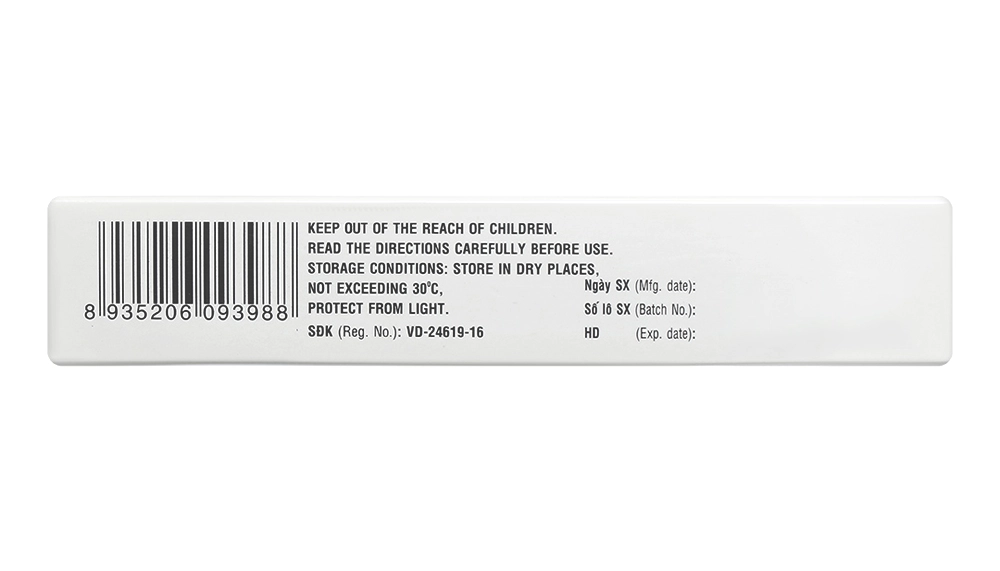 8 935206 093988
KEEP OUT OF THE REACH OF CHILDREN.
READ THE DIRECTIONS CAREFULLY BEFORE USE.
STORAGE CONDITIONS: STORE IN DRY PLACES,
NOT EXCEEDING 30°C,
PROTECT FROM LIGHT.
SĐK (Reg. No.): VD-24619-16
Ngày SX (Mfg. date):
Số lô SX (Batch No.):
HD (Exp. date):